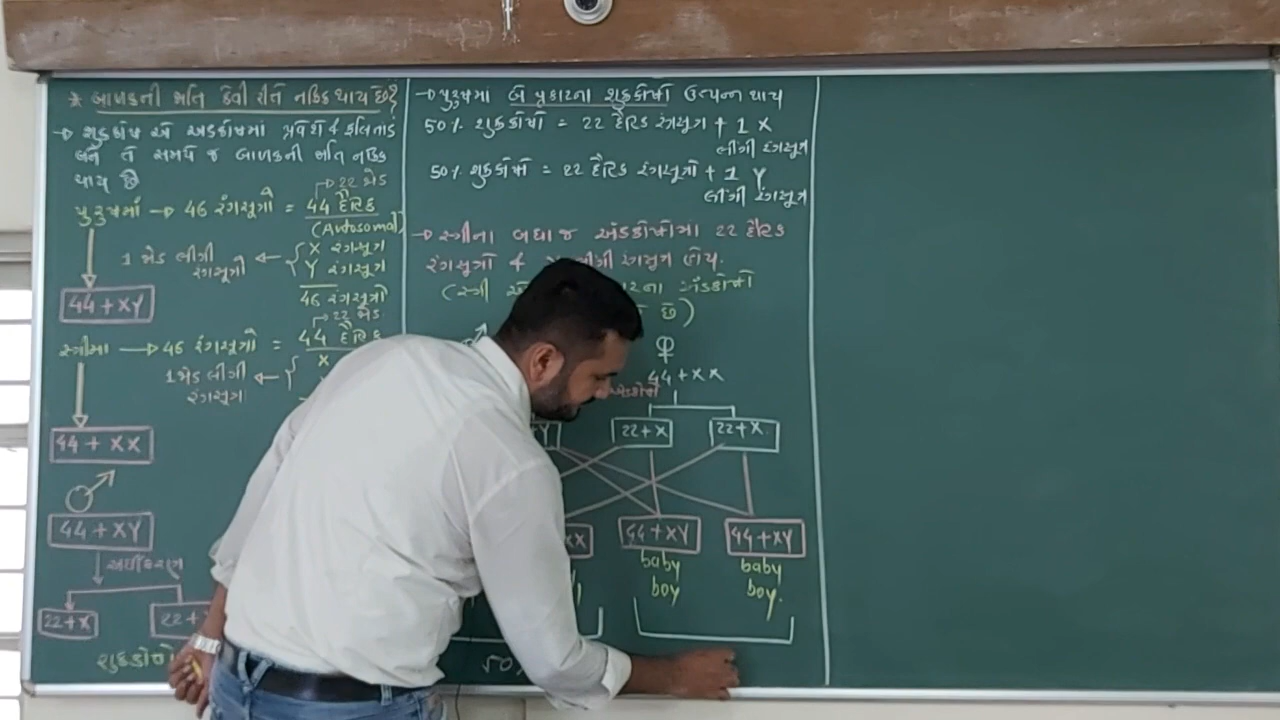 * બાળકની જાતિ કેવી રીતે નક્કિ થાય છે?
→ શુક્રકોષ એ અંડકોષમાં પ્રવેશે ને ફલિતાંડ
બને તે સમયે જ બાળકની જાતિ નક્કિ
થાય છે
→ 22 જોડ
પુરુષમાં → 46 રંગસૂત્રો = 44 દૈહિક
(Autosomal)
1 જોડ લીંગી ← { X રંગસૂત્ર
રંગસૂત્રો Y રંગસૂત્ર
46 રંગસૂત્રો
44 + XY
→ 22 જોડ
સ્ત્રીમાં → 46 રંગસૂત્રો = 44 દૈહિક
1 જોડ લીંગી ← { X
રંગસૂત્ર
44 + XX
♂
44 + XY
અર્ધીકરણ
22+X 22+
શુક્રકોષો
→ પુરુષમાં બે પ્રકારના શુક્રકોષો ઉત્પન્ન થાય
50% શુક્રકોષો = 22 દૈહિક રંગસૂત્ર + 1 X
લીંગી રંગસૂત્ર
50% શુક્રકોષો = 22 દૈહિક રંગસૂત્રો + 1 Y
લીંગી રંગસૂત્ર
→ સ્ત્રીના બધા જ અંડકોષોમાં 22 દૈહિક
રંગસૂત્રો ને લીંગી રંગસૂત્ર હોય.
(સ્ત્રી અંડકોષોનો
છે)
♀
44 + XX
અંડકોષો
22+X 22+X
XX 44+XY 44+XY
baby baby
boy boy.
50%